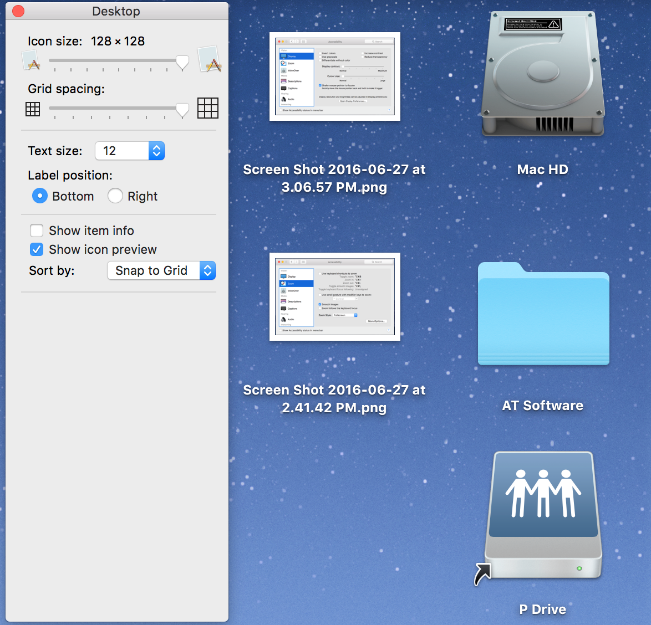 Desktop
Icon size: 128 × 128
Grid spacing:
Text size: 12
Label position:
Bottom Right
Show item info
Show icon preview
Sort by: Snap to Grid
Screen Shot 2016-06-27 at
3.06.57 PM.png
Mac HD
Screen Shot 2016-06-27 at
2.41.42 PM.png
AT Software
P Drive